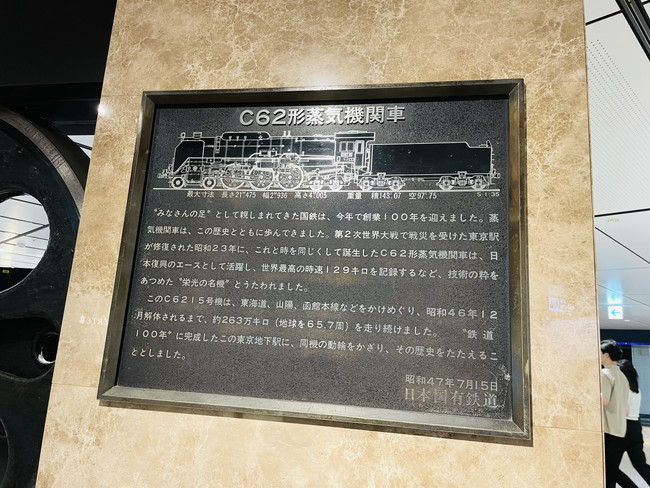 C62形蒸気機関車
最大寸法 長さ21"475 幅2"936 高さ4"005 重量 積143.07 空97.75
S1:35
"みなさんの足"として親しまれてきた国鉄は、今年で創業100年を迎えました。蒸
気機関車は、この歴史とともに歩んできました。第2次世界大戦で戦災を受けた東京駅
が修復された昭和23年に、これと時を同じくして誕生したC62形蒸気機関車は、日
本復興のエースとして活躍し、世界最高の時速129キロを記録するなど、技術の粋を
あつめた"栄光の名機"とうたわれました。
このC6215号機は、東海道、山陽、函館本線などをかけめぐり、昭和46年12
月解体されるまで、約263万キロ(地球を65.7周)を走り続けました。"鉄道
100年"に完成したこの東京地下駅に、同機の動輪をかざり、その歴史をたたえるこ
ととしました。
昭和47年7月15日
日本国有鉄道